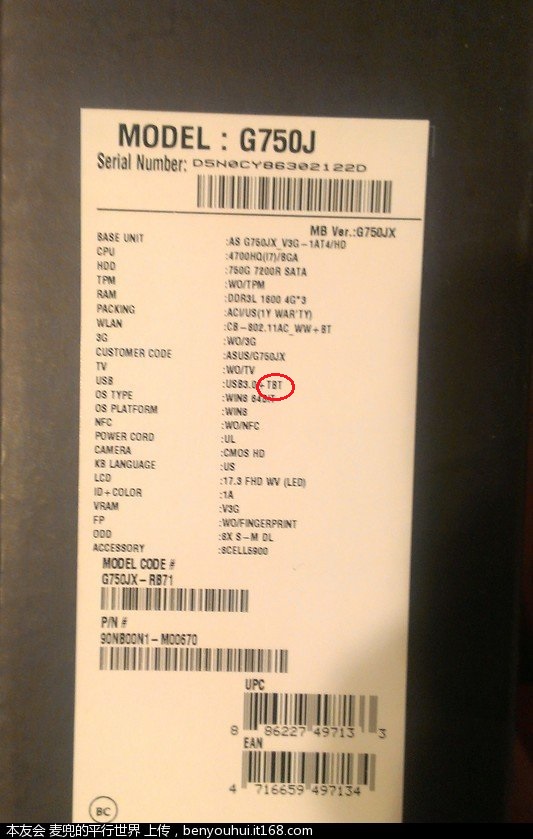 MODEL : G750J
Serial Number: D5N0CY86302122D
MB Ver.:G750JX
BASE UNIT :AS G750JX_V3G-1AT4/HD
CPU :4700HQ(I7)/BGA
HDD :750G 7200R SATA
TPM :WO/TPM
RAM :DDR3L 1600 4G*3
PACKING :ACI/US(1Y WAR'TY)
WLAN :CB-802.11AC_WW+BT
3G :WO/3G
CUSTOMER CODE :ASUS/G750JX
TV :WO/TV
USB :USB3.0+TBT
OS TYPE :WIN8 64BIT
OS PLATFORM :WIN8
NFC :WO/NFC
POWER CORD :UL
CAMERA :CMOS HD
KB LANGUAGE :US
LCD :17.3 FHD WV (LED)
ID+COLOR :1A
VRAM :V3G
FP :WO/FINGERPRINT
ODD :8X S-M DL
ACCESSORY :8CELL5900
MODEL CODE #
G750JX-RB71
P/N #
90NB00N1-M00670
UPC
8 86227 49713 3
EAN
4 716659 497134
BC
本友会 麦兜的平行世界 上传，benyouhui.it168.com